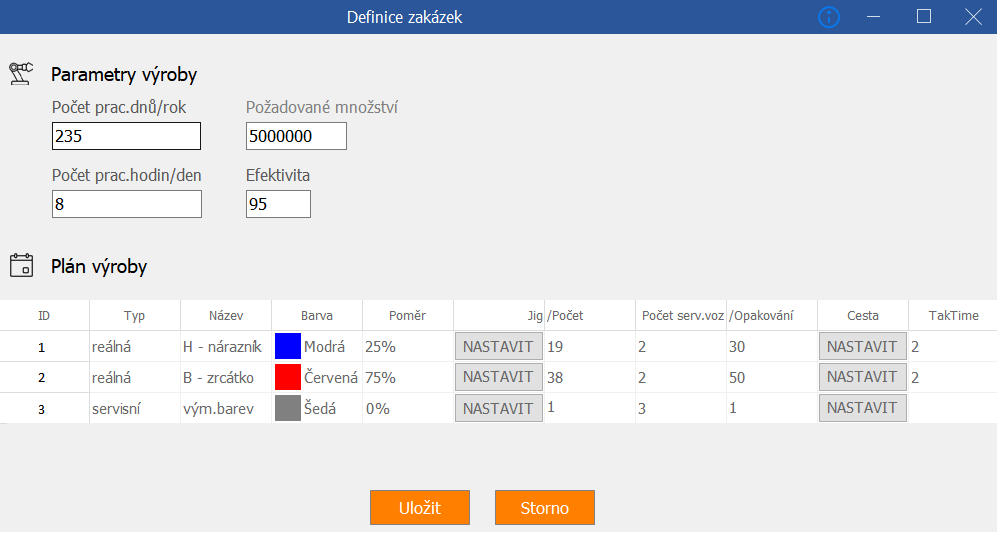 Definice zakázek
Parametry výroby
Počet prac.dnů/rok Požadované množství
235 5000000
Počet prac.hodin/den Efektivita
8 95
Plán výroby
ID Typ Název Barva Poměr Jig /Počet Počet serv.voz /Opakování Cesta TakTime
1 reálná H - nárazník Modrá 25% NASTAVIT 19 2 30 NASTAVIT 2
2 reálná B - zrcátko Červená 75% NASTAVIT 38 2 50 NASTAVIT 2
3 servisní vým.barev Šedá 0% NASTAVIT 1 3 1 NASTAVIT
Uložit Storno